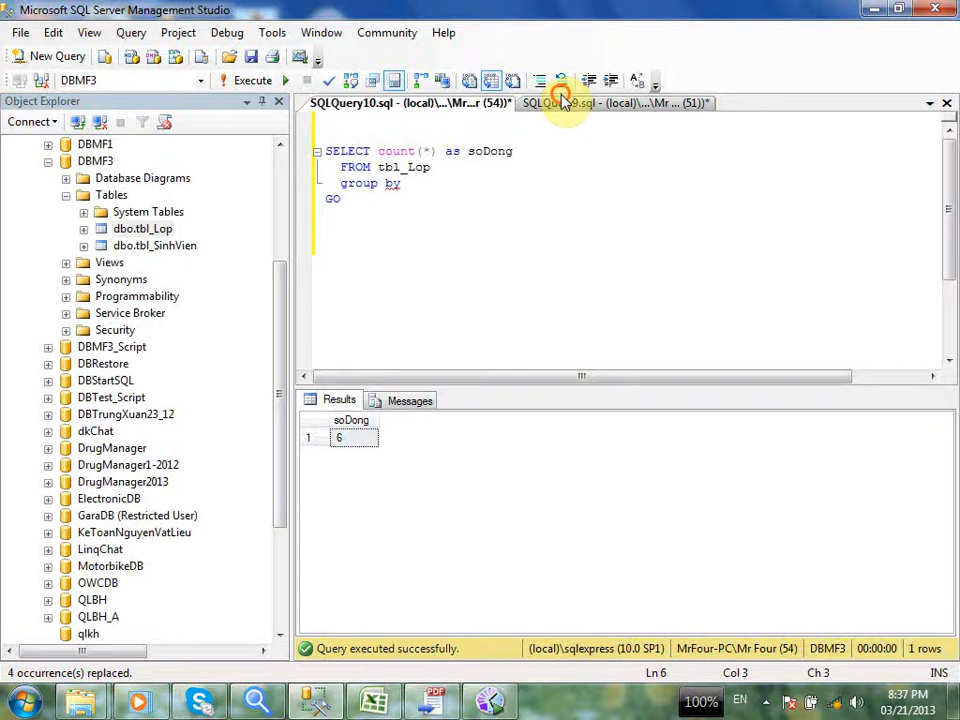 Microsoft SQL Server Management Studio
File Edit View Query Project Debug Tools Window Community Help
New Query
DBMF3 Execute
Object Explorer
SQLQuery10.sql - (local)\...\Mr...r (54))*
SQLQu 9.sql - (local)\...\Mr ... (51))*
Connect
DBMF1
DBMF3
Database Diagrams
Tables
System Tables
dbo.tbl_Lop
dbo.tbl_SinhVien
Views
Synonyms
Programmability
Service Broker
Security
DBMF3_Script
DBRestore
DBStartSQL
DBTest_Script
DBTrungXuan23_12
dkChat
DrugManager
DrugManager1-2012
DrugManager2013
ElectronicDB
GaraDB (Restricted User)
KeToanNguyenVatLieu
LinqChat
MotorbikeDB
OWCDB
QLBH
QLBH_A
qlkh
SELECT count(*) as soDong
FROM tbl_Lop
group by
GO
Results Messages
soDong
1 6
Query executed successfully. (local)\sqlexpress (10.0 SP1) MrFour-PC\Mr Four (54) DBMF3 00:00:00 1 rows
4 occurrence(s) replaced. Ln 6 Col 3 Ch 3 INS
100% EN 8:37 PM
03/21/2013